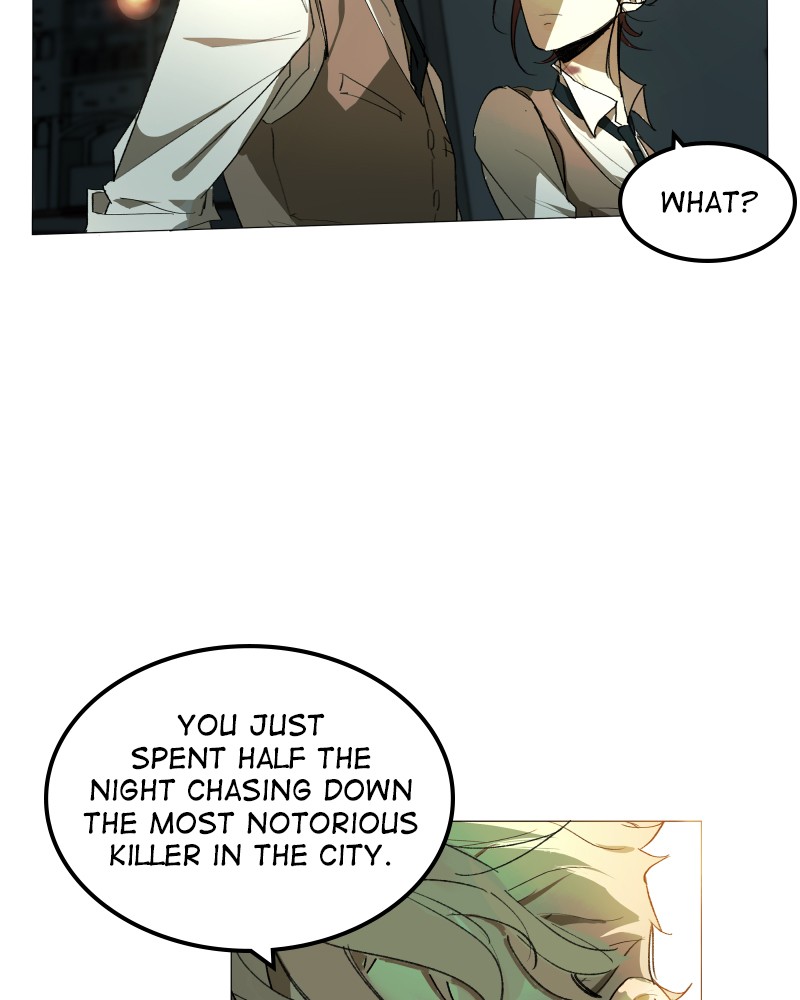 WHAT?
YOU JUST
SPENT HALF THE
NIGHT CHASING DOWN
THE MOST NOTORIOUS
KILLER IN THE CITY.